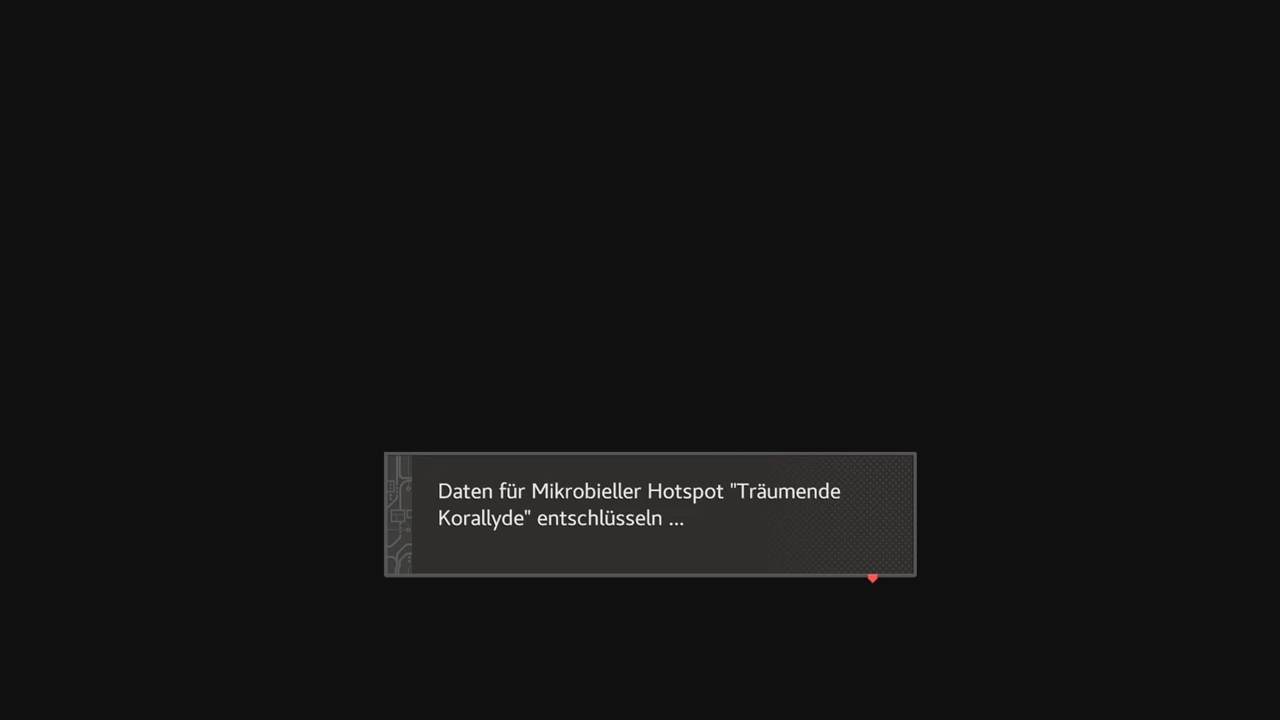 Daten für Mikrobieller Hotspot "Träumende
Korallyde" entschlüsseln ...